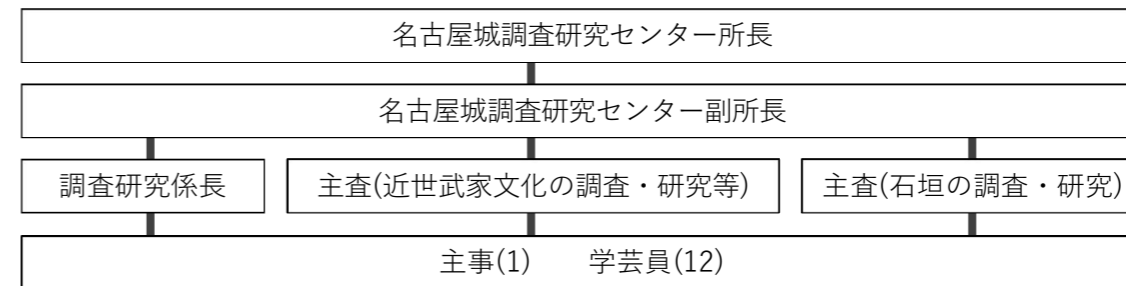 名古屋城調査研究センター所長
名古屋城調査研究センター副所長
調査研究係長
主査(近世武家文化の調査・研究等)
主査(石垣の調査・研究)
主事(1)　　学芸員(12)